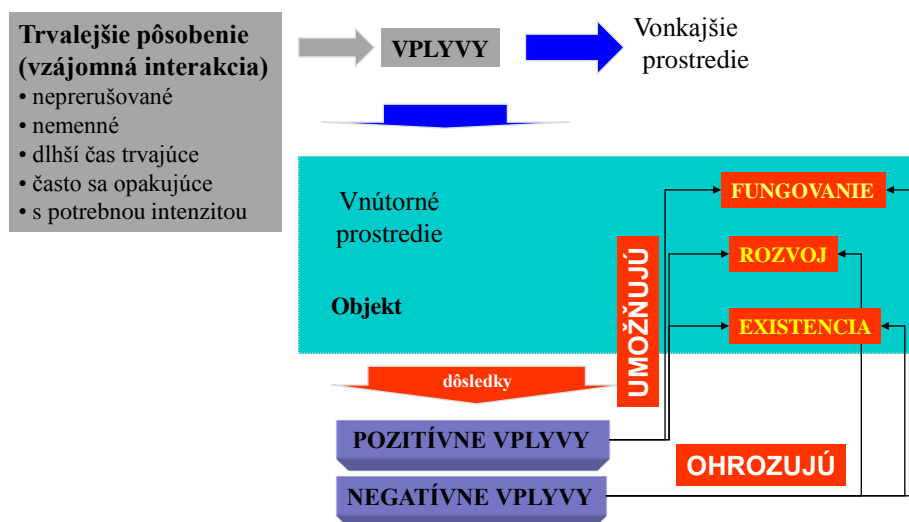 Trvalejšie pôsobenie
(vzájomná interakcia)
• neprerušované
• nemenné
• dlhší čas trvajúce
• často sa opakujúce
• s potrebnou intenzitou
VPLYVY
Vonkajšie
prostredie
Vnútorné
prostredie
Objekt
FUNGOVANIE
ROZVOJ
EXISTENCIA
UMOŽŇUJÚ
dôsledky
POZITÍVNE VPLYVY
OHROZUJÚ
NEGATÍVNE VPLYVY